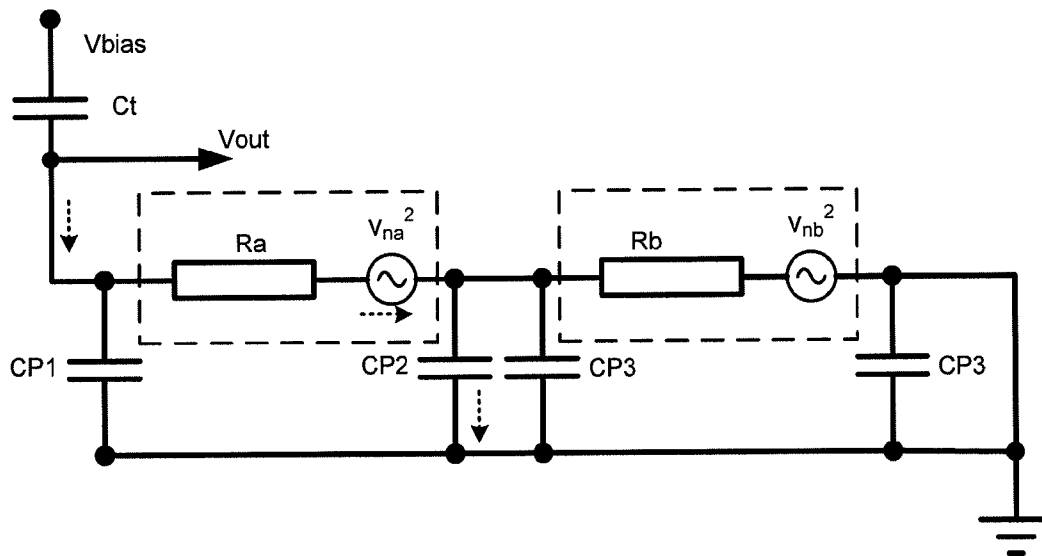 Vbias
Ct
Vout
Ra
vna2
Rb
vnb2
CP1
CP2
CP3
CP3